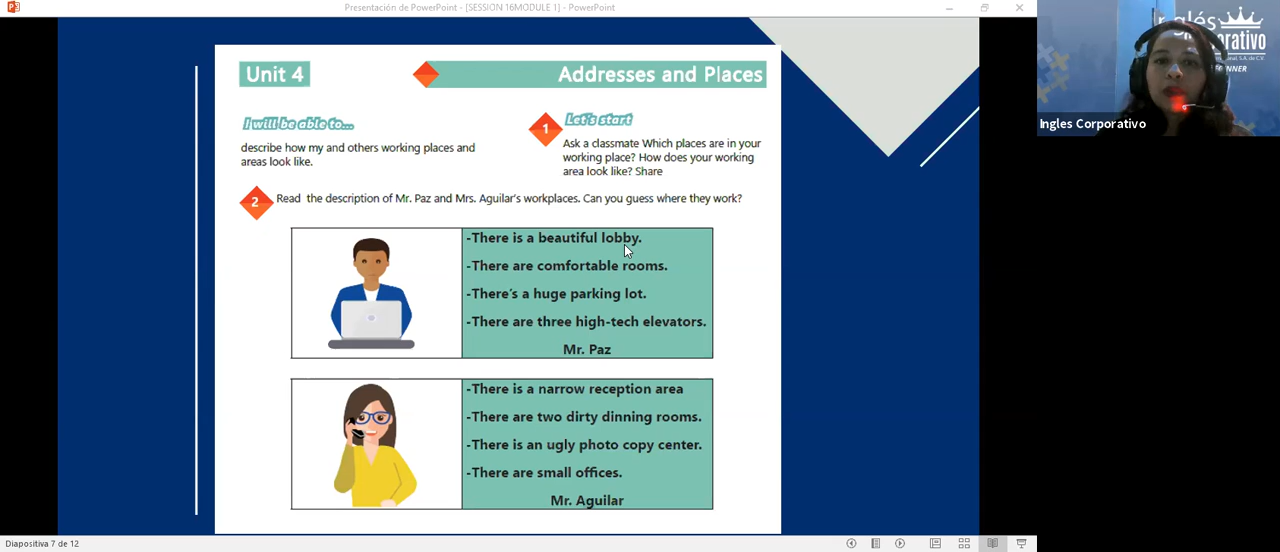 Presentación de PowerPoint - [SESSION 16MODULE 1] - PowerPoint
Unit 4
Addresses and Places
I will be able to...
describe how my and others working places and
areas look like.
1
Let's start
Ask a classmate Which places are in your
working place? How does your working
area look like? Share
2
Read the description of Mr. Paz and Mrs. Aguilar's workplaces. Can you guess where they work?
-There is a beautiful lobby.
-There are comfortable rooms.
-There's a huge parking lot.
-There are three high-tech elevators.
Mr. Paz
-There is a narrow reception area
-There are two dirty dinning rooms.
-There is an ugly photo copy center.
-There are small offices.
Mr. Aguilar
Diapositiva 7 de 12
Inglés
S.A. de C.V.
Ingles Corporativo